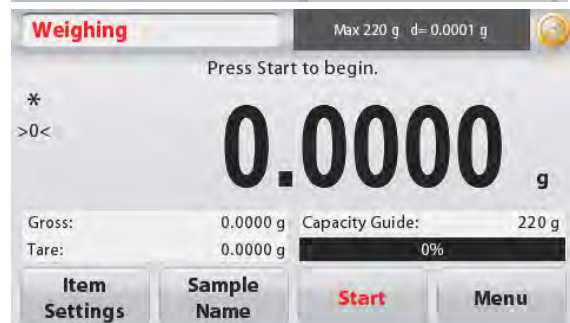 Weighing
Max 220 g d= 0.0001 g
Press Start to begin.
*
>0<
0.0000 g
Gross: 0.0000 g Capacity Guide: 220 g
Tare: 0.0000 g 0%
Item Settings
Sample Name
Start
Menu